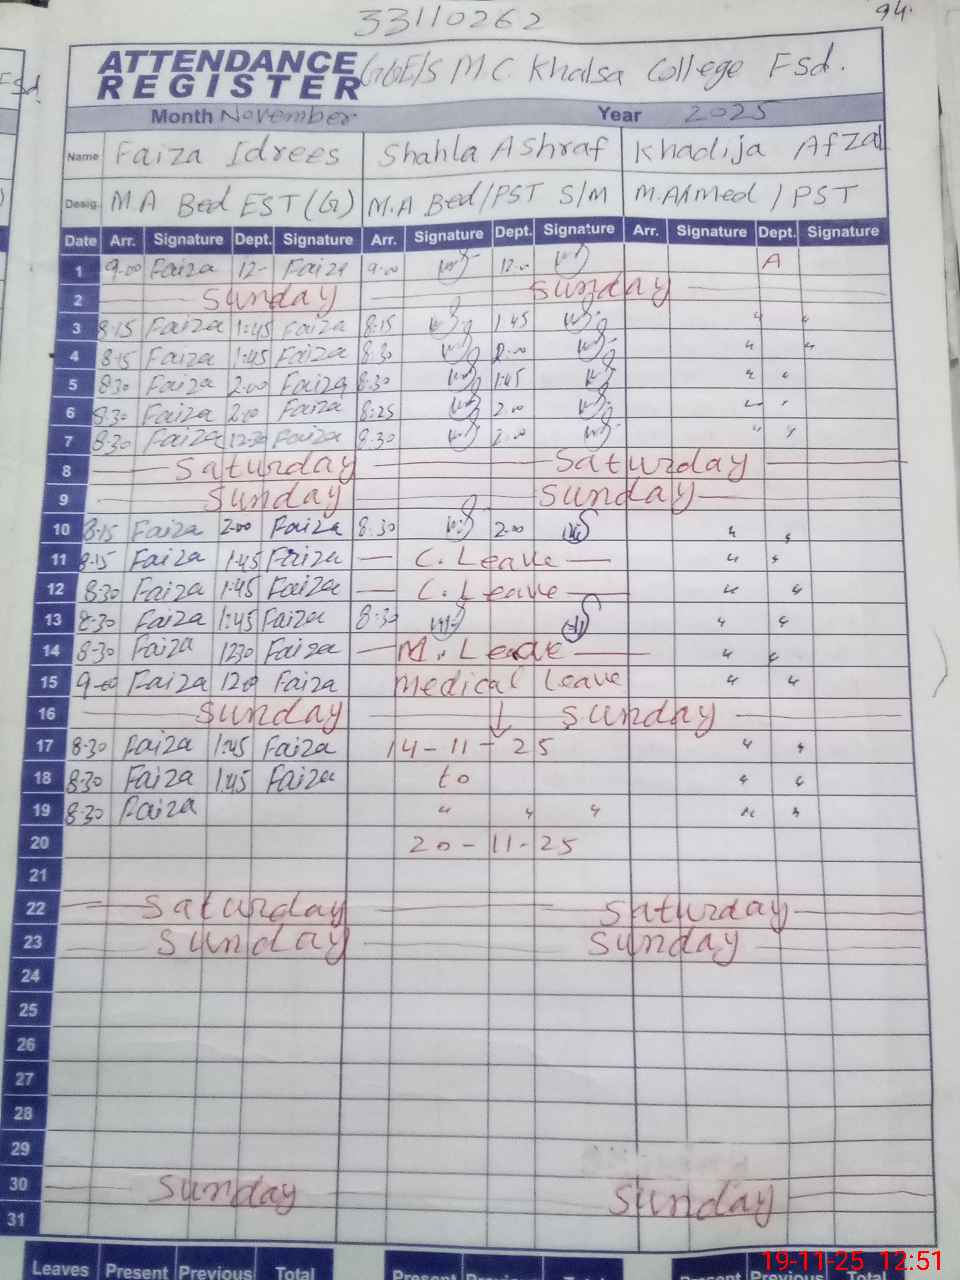 33110262
94.
Fsd.
ATTENDANCE REGISTER GGE/S M.C Khalsa College Fsd.
Month November Year 2025
Name Faiza Idrees Shahla Ashraf Khadija Afzal
Desig. M.A Bed EST (G) M.A Bed/PST S/M M.A/Med / PST
Date Arr. Signature Dept. Signature Arr. Signature Dept. Signature Arr. Signature Dept. Signature
1 9-00 Faiza 12- Faiza 9-00 12-00 A
2 Sunday Sunday
3 8:15 Faiza 1:45 Faiza 8:15 1:45 " "
4 8:15 Faiza 1:45 Faiza 8:30 2:00 " "
5 8:30 Faiza 2:00 Faiza 8:30 1:45 " "
6 8:30 Faiza 2:00 Faiza 8:25 2:00 " "
7 8:30 Faiza 12:30 Faiza 8:30 " "
8 Saturday Saturday
9 Sunday Sunday
10 8:15 Faiza 2:00 Faiza 8:30 2:00 " "
11 8:15 Faiza 1:45 Faiza C. Leave " "
12 8:30 Faiza 1:45 Faiza C. Leave " "
13 8:30 Faiza 1:45 Faiza 8:30 " "
14 8-30 Faiza 1230 Faiza M. Leave " "
15 9-00 Faiza 1200 Faiza Medical leave " "
16 Sunday ↓ Sunday
17 8:30 Faiza 1:45 Faiza 14-11-25 " "
18 8:30 Faiza 1:45 Faiza to " "
19 8:30 Faiza " " " " "
20 20-11-25
21
22 Saturday Saturday
23 Sunday Sunday
24
25
26
27
28
29
30 Sunday Sunday
31
Leaves Present Previous Total Present Previous Total Present Previous Total
19-11-25 12:51